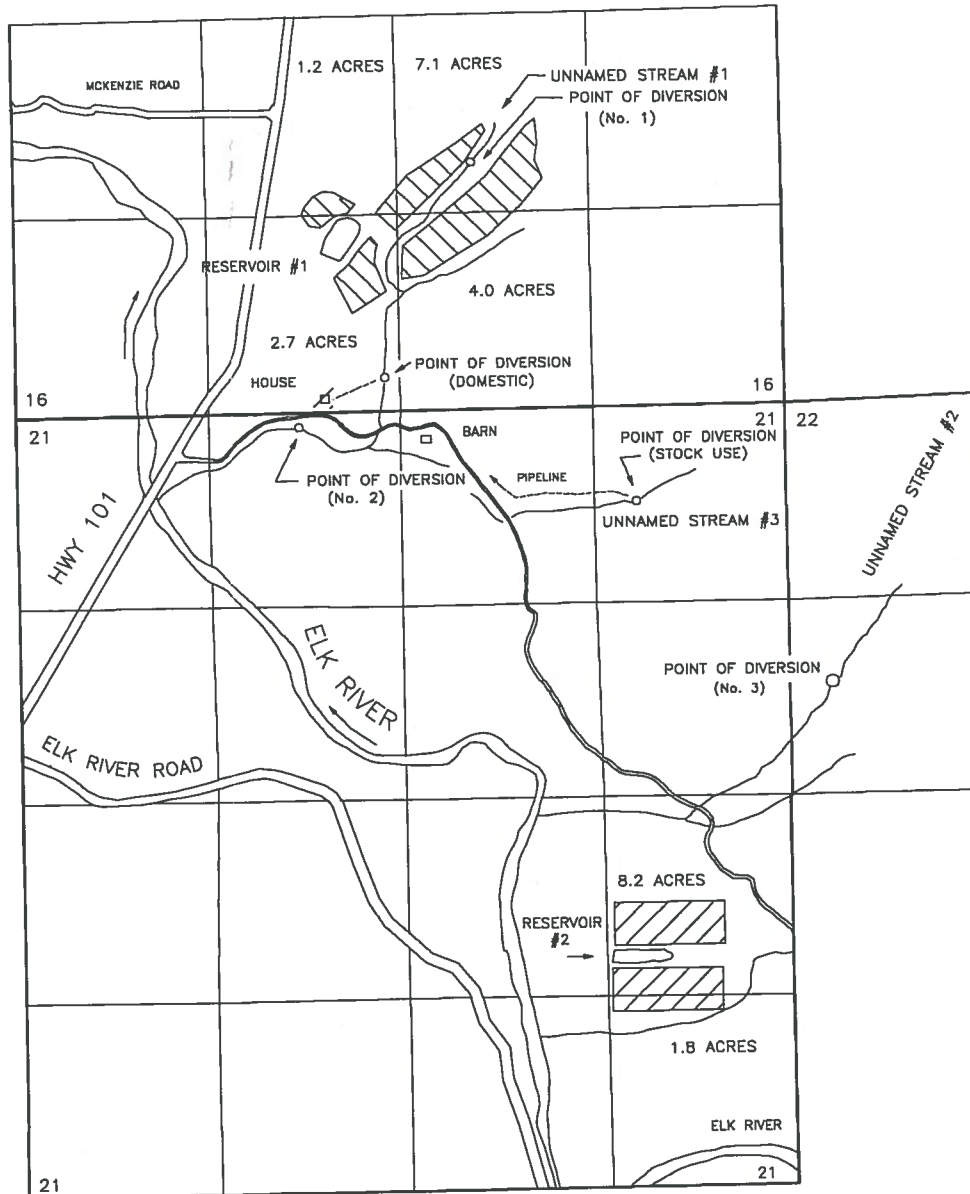 1.2 ACRES
7.1 ACRES
UNNAMED STREAM #1
MCKENZIE ROAD
POINT OF DIVERSION
(No. 1)
RESERVOIR #1
4.0 ACRES
2.7 ACRES
POINT OF DIVERSION
(DOMESTIC)
HOUSE
16
16
21
21
22
BARN
POINT OF DIVERSION
(STOCK USE)
POINT OF DIVERSION
(No. 2)
PIPELINE
UNNAMED STREAM #3
UNNAMED STREAM #2
HWY 101
ELK RIVER
POINT OF DIVERSION
(No. 3)
ELK RIVER ROAD
8.2 ACRES
RESERVOIR
#2
1.8 ACRES
ELK RIVER
21
21